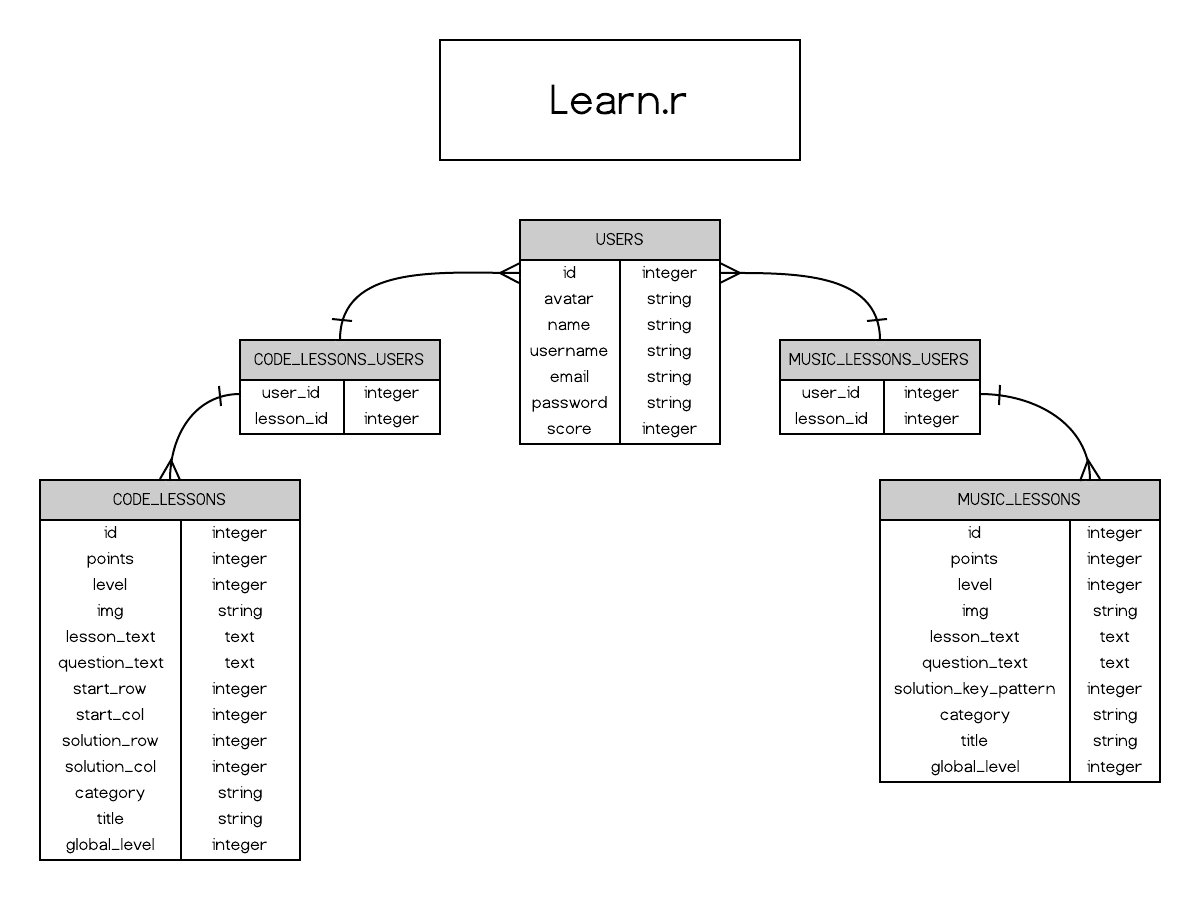 Learn.r
USERS
id integer
avatar string
name string
username string
email string
password string
score integer
CODE_LESSONS_USERS
user_id integer
lesson_id integer
MUSIC_LESSONS_USERS
user_id integer
lesson_id integer
CODE_LESSONS
id integer
points integer
level integer
img string
lesson_text text
question_text text
start_row integer
start_col integer
solution_row integer
solution_col integer
category string
title string
global_level integer
MUSIC_LESSONS
id integer
points integer
level integer
img string
lesson_text text
question_text text
solution_key_pattern integer
category string
title string
global_level integer